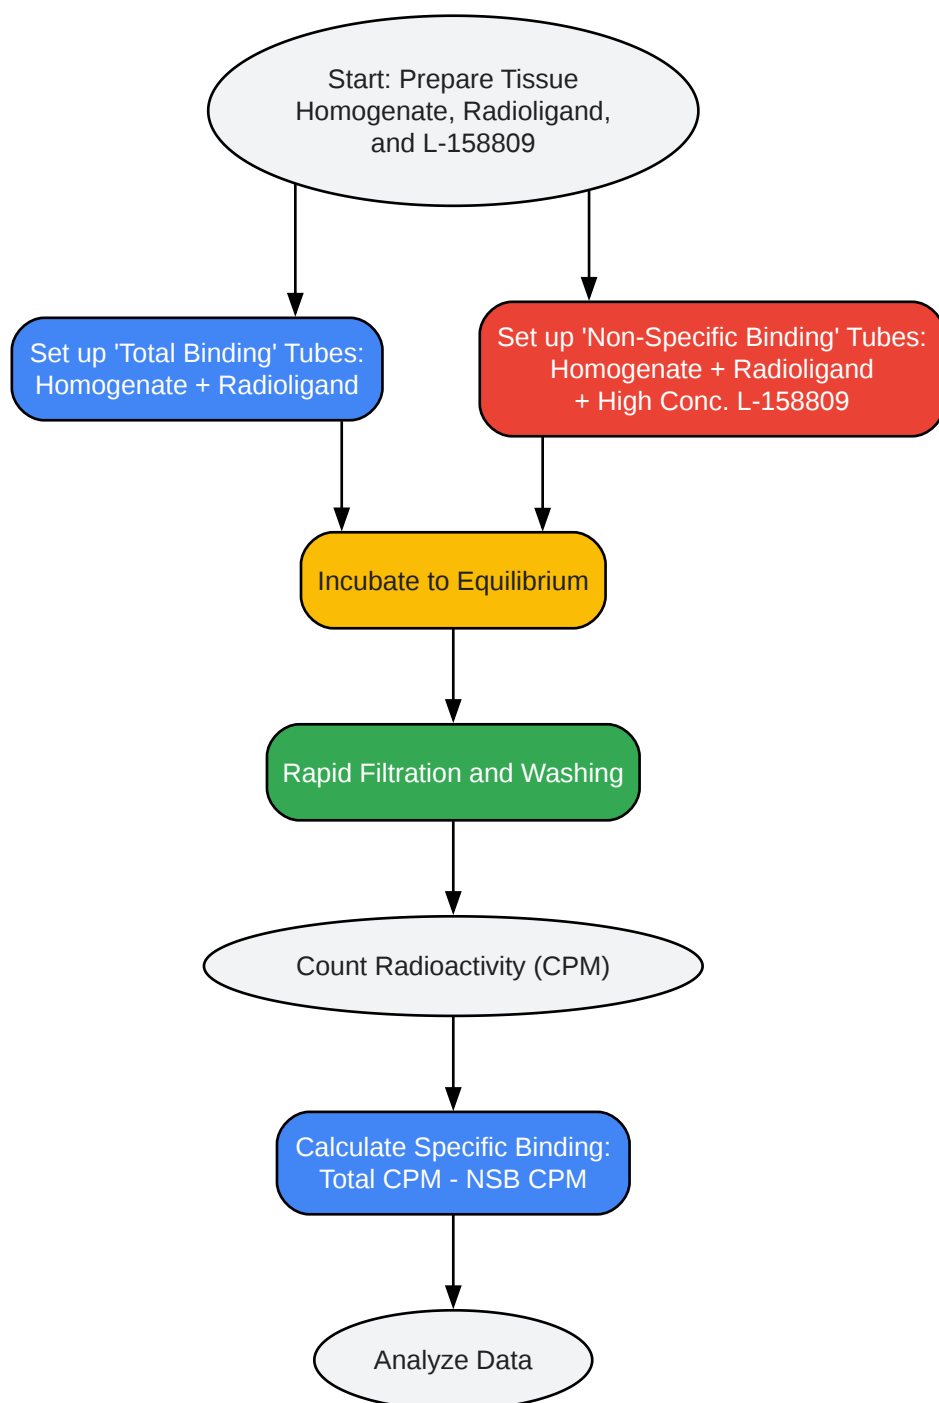 Start: Prepare Tissue
Homogenate, Radioligand,
and L-158809
Set up 'Total Binding' Tubes:
Homogenate + Radioligand
Set up 'Non-Specific Binding' Tubes:
Homogenate + Radioligand
+ High Conc. L-158809
Incubate to Equilibrium
Rapid Filtration and Washing
Count Radioactivity (CPM)
Calculate Specific Binding:
Total CPM - NSB CPM
Analyze Data